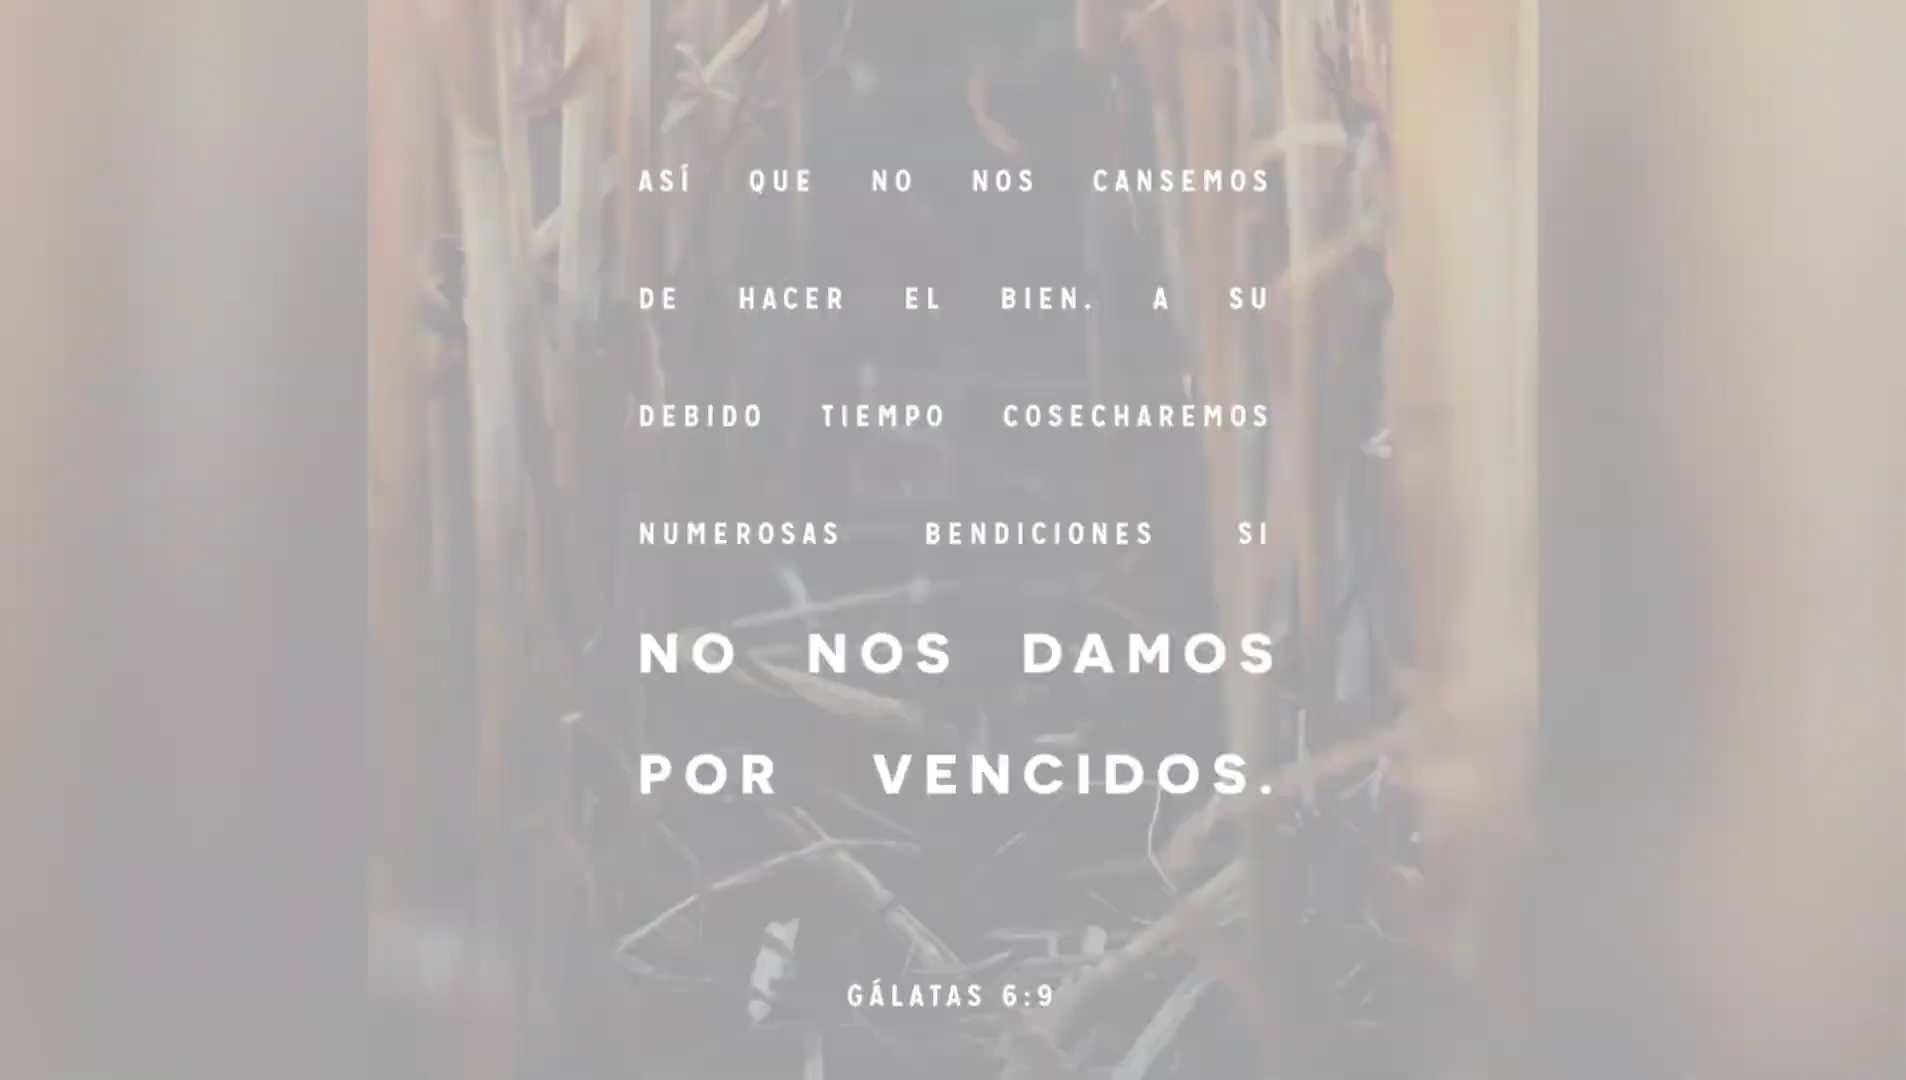 ASÍ QUE NO NOS CANSEMOS
DE HACER EL BIEN. A SU
DEBIDO TIEMPO COSECHAREMOS
NUMEROSAS BENDICIONES SI
NO NOS DAMOS
POR VENCIDOS.
GÁLATAS 6:9